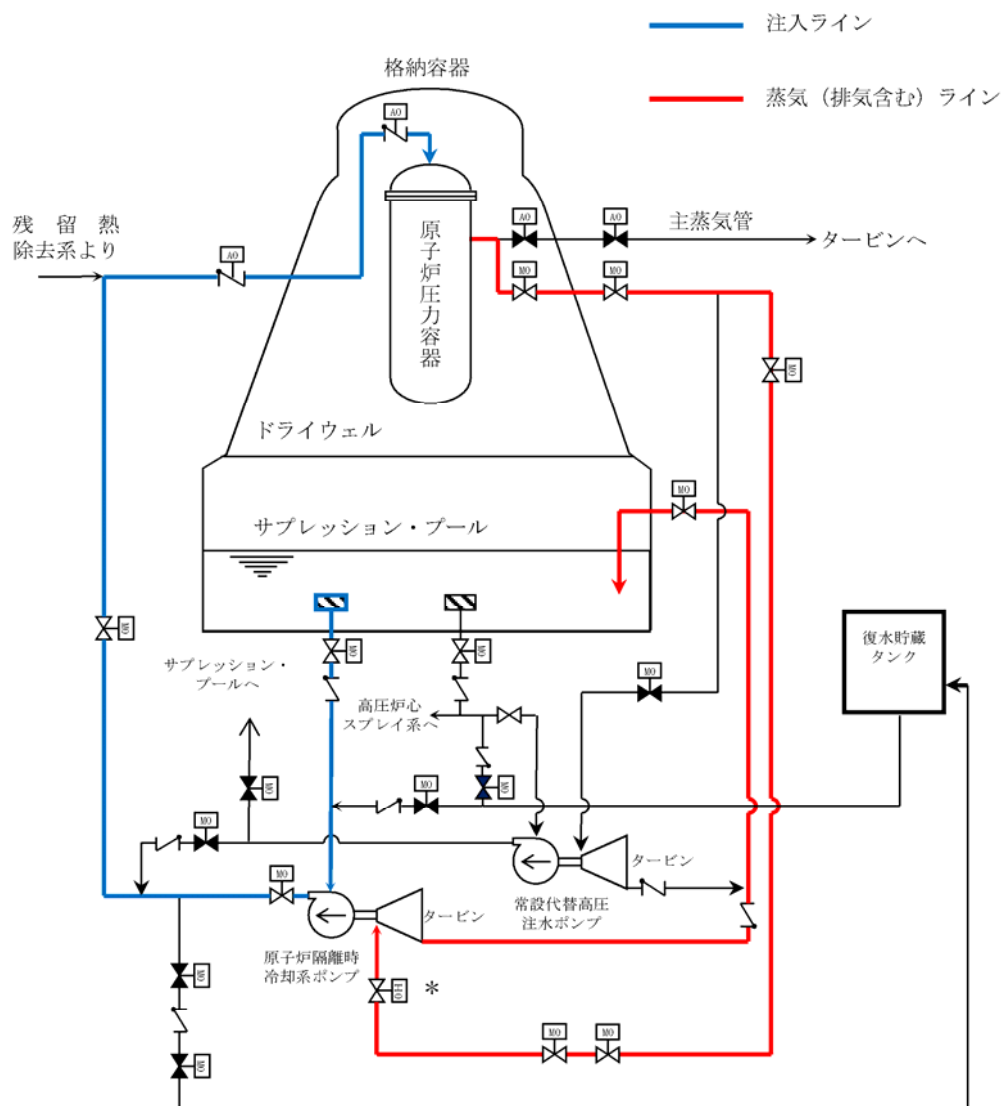 注入ライン
格納容器
蒸気（排気含む）ライン
AO
残留熱
除去系より
AO
原子炉圧力容器
AO
AO
主蒸気管
タービンへ
MO
MO
MO
ドライウェル
MO
サプレッション・プール
MO
MO
MO
復水貯蔵
タンク
サプレッション・
プールへ
MO
高圧炉心
スプレイ系へ
MO
MO
MO
MO
タービン
MO
タービン
常設代替高圧
注水ポンプ
原子炉隔離時
冷却系ポンプ
MO
HO
＊
MO
MO
MO